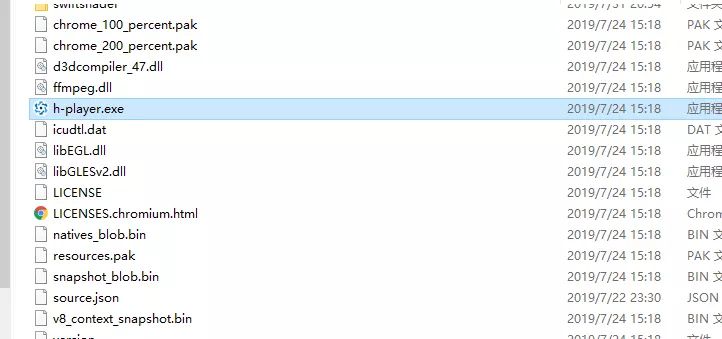 swiftshader 2019/7/31 20:54 文件夹
chrome_100_percent.pak 2019/7/24 15:18 PAK 文
chrome_200_percent.pak 2019/7/24 15:18 PAK 文
d3dcompiler_47.dll 2019/7/24 15:18 应用程
ffmpeg.dll 2019/7/24 15:18 应用程
h-player.exe 2019/7/24 15:18 应用程
icudtl.dat 2019/7/24 15:18 DAT 文
libEGL.dll 2019/7/24 15:18 应用程
libGLESv2.dll 2019/7/24 15:18 应用程
LICENSE 2019/7/24 15:18 文件
LICENSES.chromium.html 2019/7/24 15:18 Chrom
natives_blob.bin 2019/7/24 15:18 BIN 文
resources.pak 2019/7/24 15:18 PAK 文
snapshot_blob.bin 2019/7/24 15:18 BIN 文
source.json 2019/7/22 23:30 JSON
v8_context_snapshot.bin 2019/7/24 15:18 BIN 文
version 2019/7/24 15:18 文件